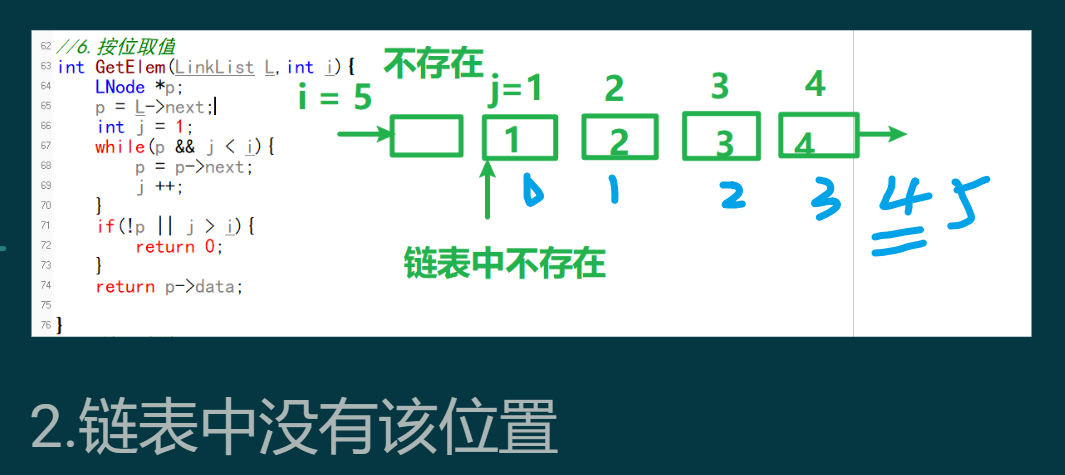 62 //6.按位取值
63 int GetElem(LinkList L,int i){
64 LNode *p;
65 p = L->next;
66 int j = 1;
67 while(p && j < i){
68 p = p->next;
69 j ++;
70 }
71 if(!p || j > i){
72 return 0;
73 }
74 return p->data;
75
76 }
不存在
i = 5 j=1 2 3 4
1 2 3 4
0 1 2 3 4 5
链表中不存在
2.链表中没有该位置